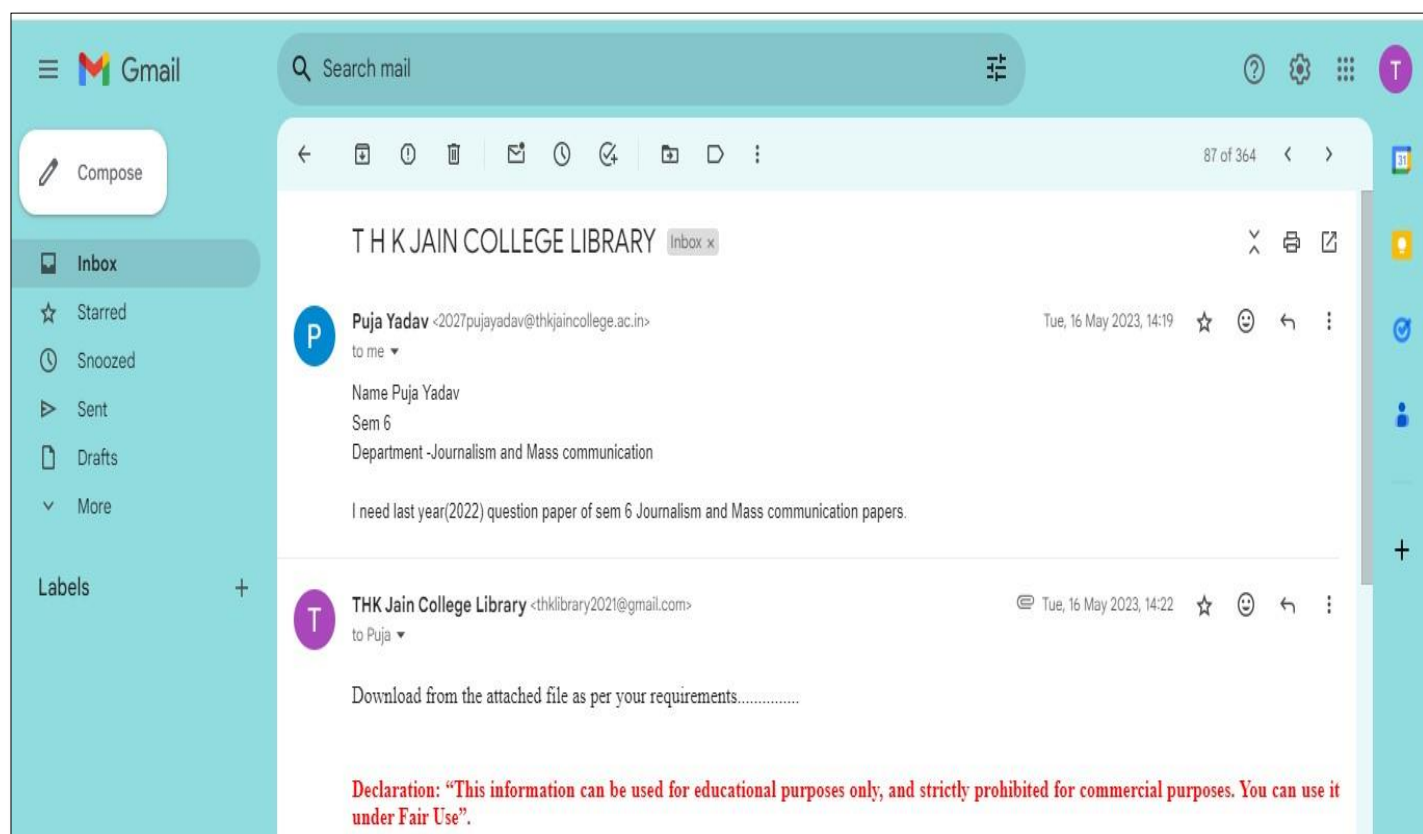 Gmail
Search mail
T
Compose
87 of 364
31
T H K JAIN COLLEGE LIBRARY Inbox x
Inbox
Starred
Snoozed
Sent
Drafts
More
Labels
P
Puja Yadav <2027pujayadav@thkjaincollege.ac.in> Tue, 16 May 2023, 14:19
to me
Name Puja Yadav
Sem 6
Department -Journalism and Mass communication
I need last year(2022) question paper of sem 6 Journalism and Mass communication papers.
T
THK Jain College Library <thklibrary2021@gmail.com> Tue, 16 May 2023, 14:22
to Puja
Download from the attached file as per your requirements...............
Declaration: “This information can be used for educational purposes only, and strictly prohibited for commercial purposes. You can use it
under Fair Use”.